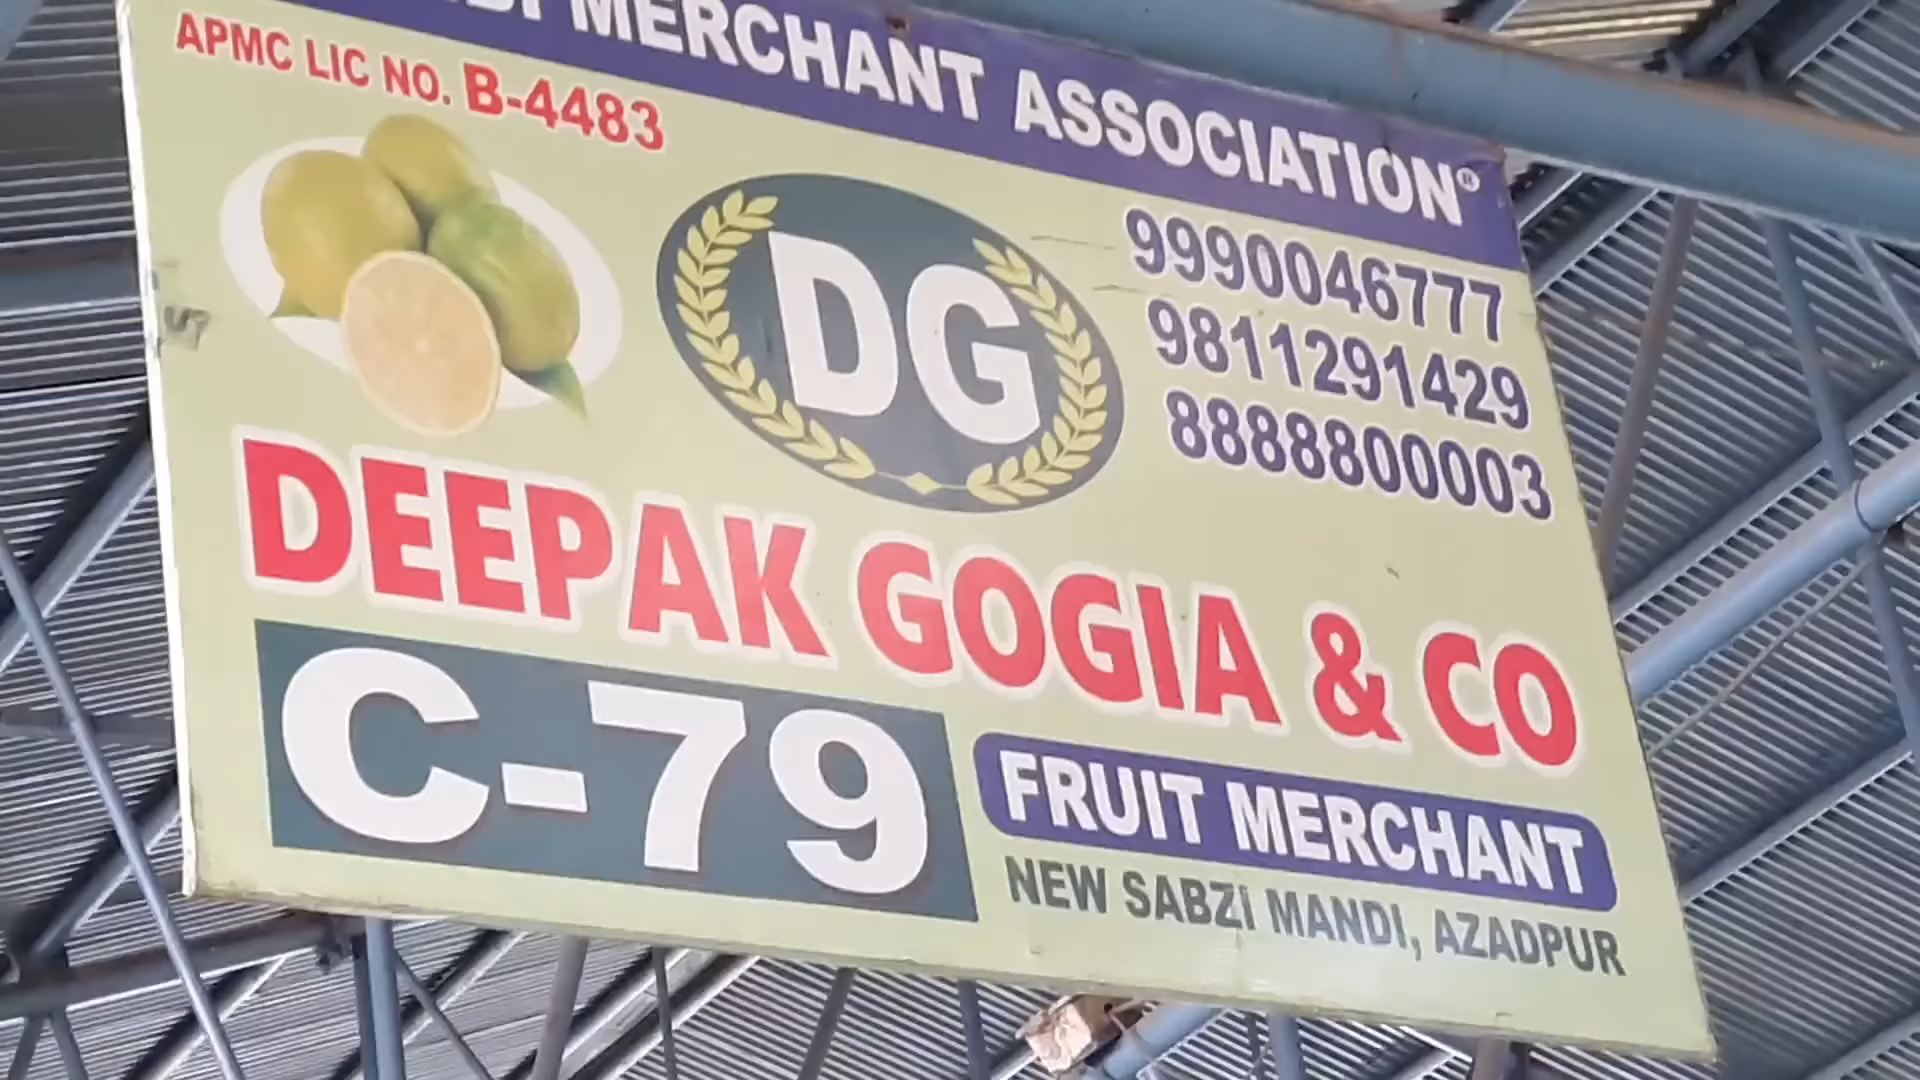 MERCHANT ASSOCIATION
APMC LIC NO. B-4483
DG
9990046777
9811291429
8888800003
DEEPAK GOGIA & CO
C-79
FRUIT MERCHANT
NEW SABZI MANDI, AZADPUR